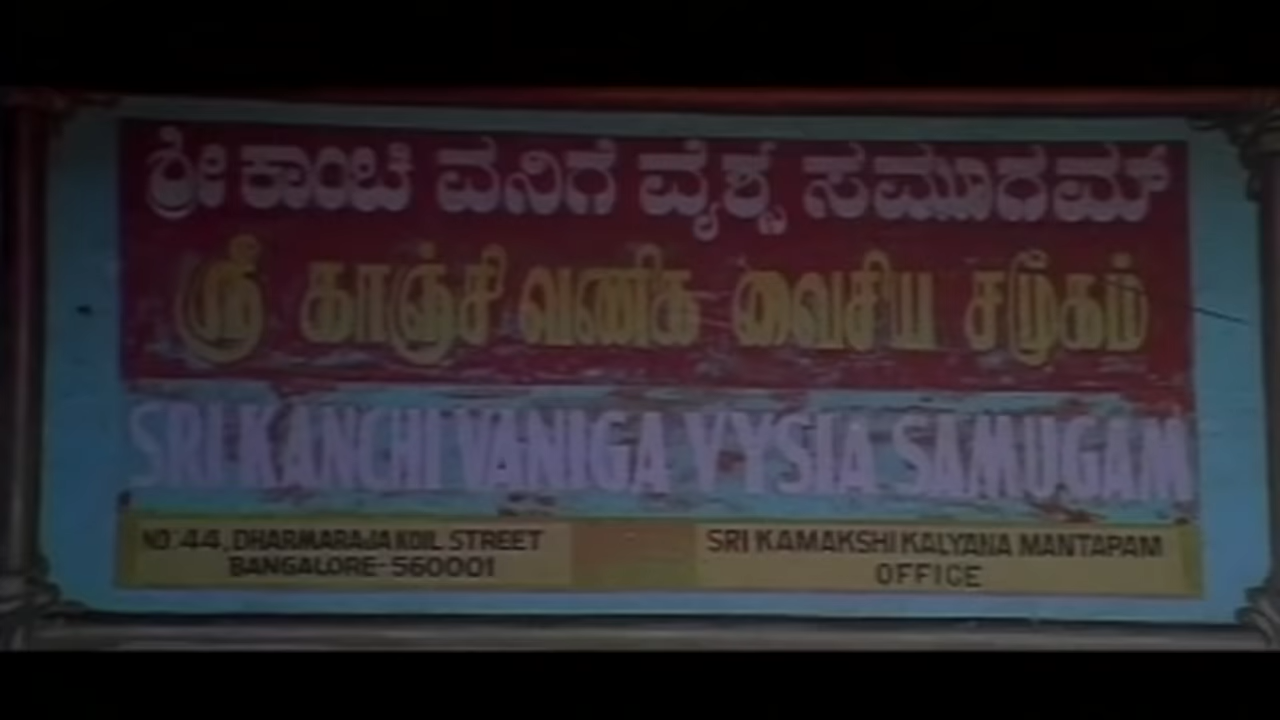 ಶ್ರೀ ಕಾಂಚಿ ವನಿಗೆ ವೈಶ್ಯ ಸಮೂಗಮ್
ஸ்ரீ காஞ்சி வணிக வைசிய சமூகம்
SRI KANCHI VANIGA VYSIA SAMUGAM
NO: 44, DHARMARAJA KOIL STREET
BANGALORE-560001
SRI KAMAKSHI KALYANA MANTAPAM
OFFICE